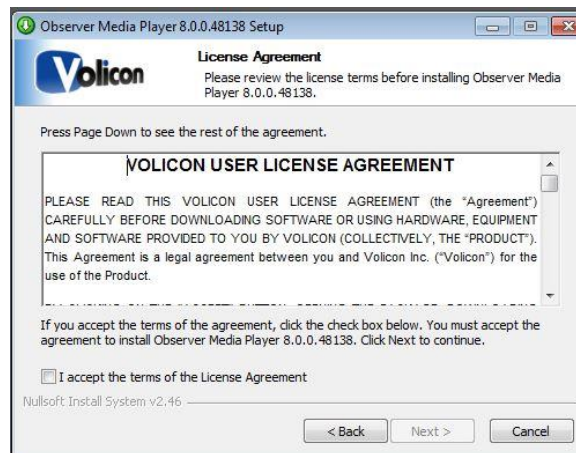 Observer Media Player 8.0.0.48138 Setup
Volicon
License Agreement
Please review the license terms before installing Observer Media
Player 8.0.0.48138.
Press Page Down to see the rest of the agreement.
VOLICON USER LICENSE AGREEMENT
PLEASE READ THIS VOLICON USER LICENSE AGREEMENT (the “Agreement”)
CAREFULLY BEFORE DOWNLOADING SOFTWARE OR USING HARDWARE, EQUIPMENT
AND SOFTWARE PROVIDED TO YOU BY VOLICON (COLLECTIVELY, THE “PRODUCT”).
This Agreement is a legal agreement between you and Volicon Inc. (“Volicon”) for the
use of the Product.
If you accept the terms of the agreement, click the check box below. You must accept the
agreement to install Observer Media Player 8.0.0.48138. Click Next to continue.
I accept the terms of the License Agreement
Nullsoft Install System v2.46
< Back Next > Cancel